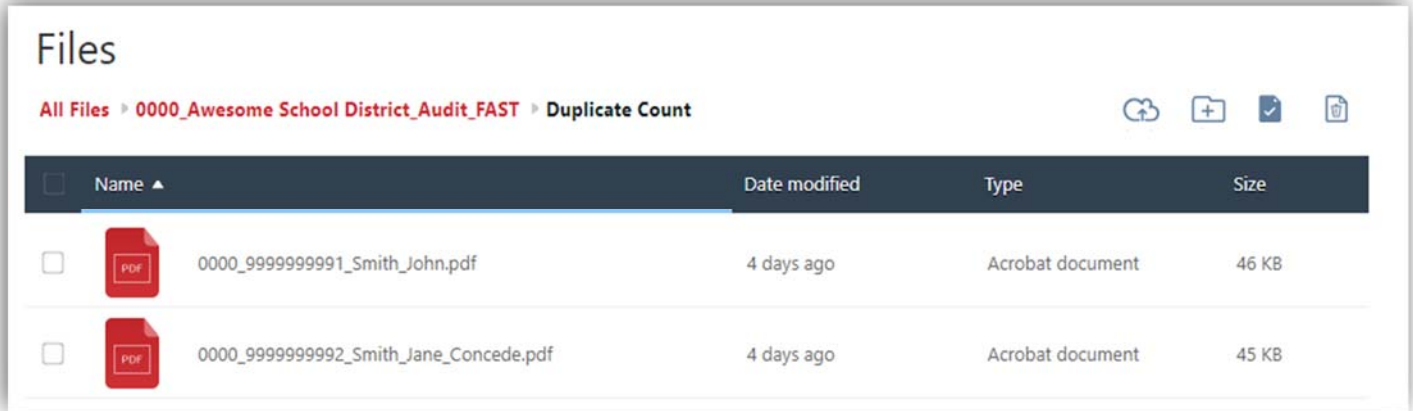 Files
All Files ▸ 0000_Awesome School District_Audit_FAST ▸ Duplicate Count
Name ▲ Date modified Type Size
PDF 0000_9999999991_Smith_John.pdf 4 days ago Acrobat document 46 KB
PDF 0000_9999999992_Smith_Jane_Concede.pdf 4 days ago Acrobat document 45 KB